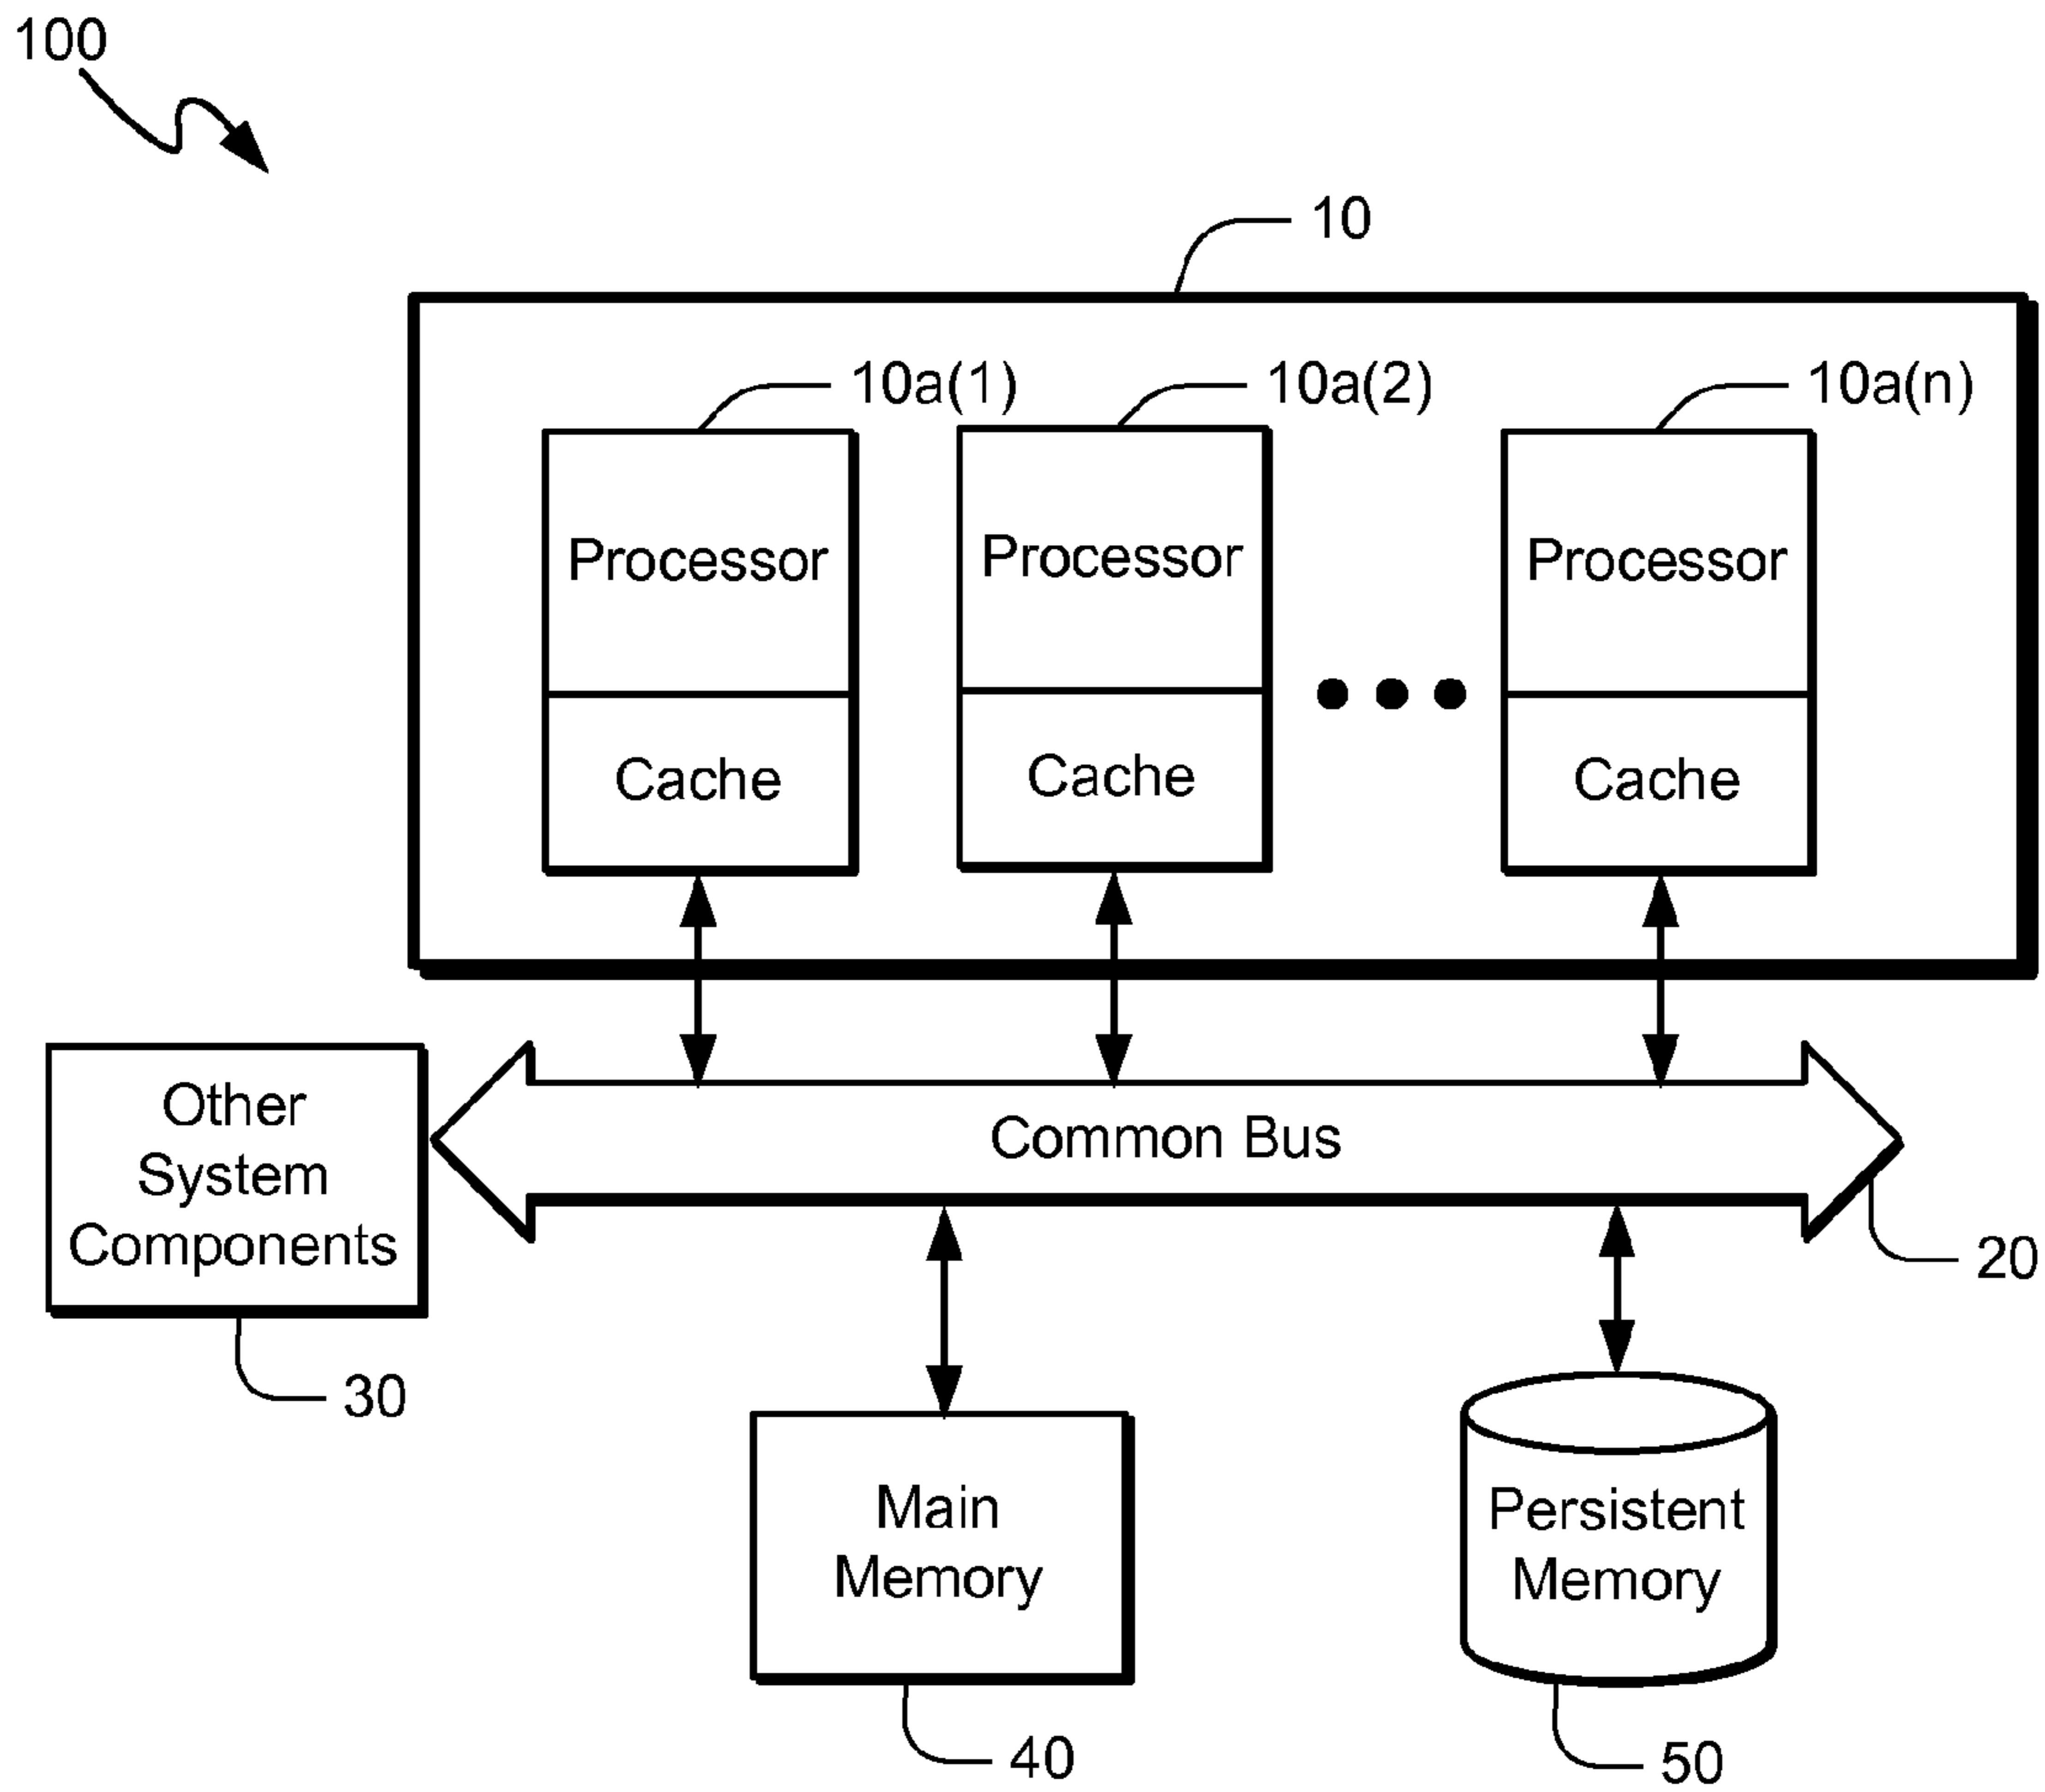 100
10
10a(1)
10a(2)
10a(n)
Processor
Processor
Processor
Cache
Cache
Cache
Other
System
Components
Common Bus
20
30
Main
Memory
Persistent
Memory
40
50